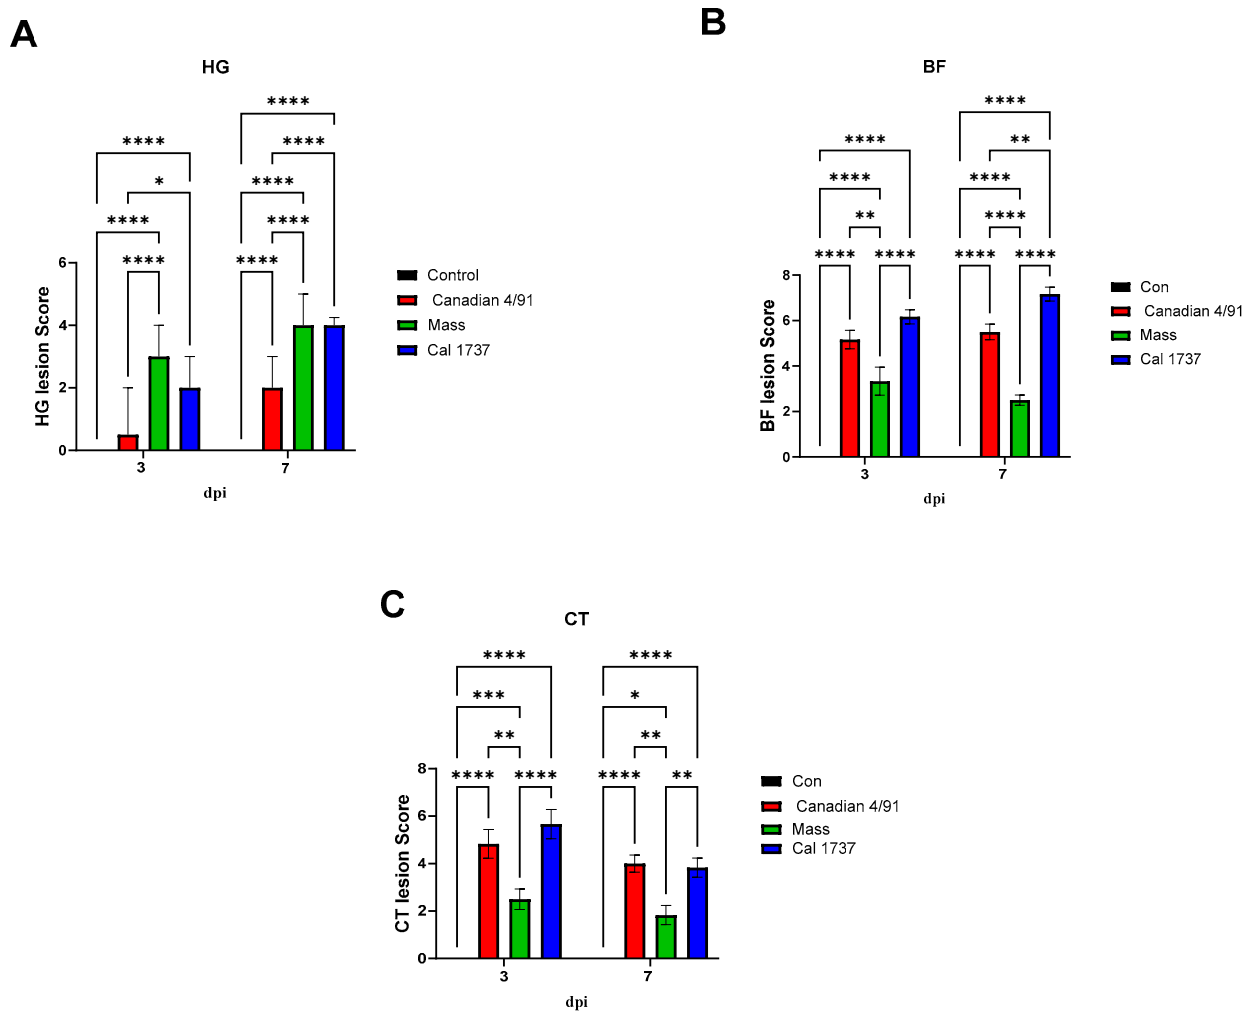 A
HG
****
****
****
****
*
****
****
****
****
****
HG lesion Score
6
4
2
0
3
7
dpi
Control
Canadian 4/91
Mass
Cal 1737
B
BF
****
****
**
****
****
**
****
****
****
****
****
BF lesion Score
8
6
4
2
0
3
7
dpi
Con
Canadian 4/91
Mass
Cal 1737
C
CT
****
****
***
*
**
**
****
****
****
**
CT lesion Score
8
6
4
2
0
3
7
dpi
Con
Canadian 4/91
Mass
Cal 1737